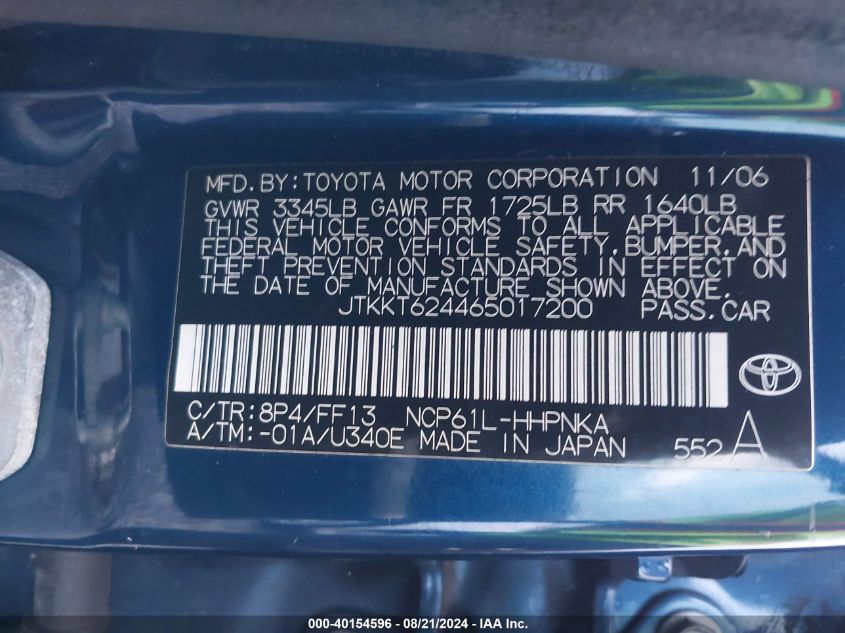 MFD.BY:TOYOTA MOTOR CORPORATION 11/06
GVWR 3345LB GAWR FR 1725LB RR 1640LB
THIS VEHICLE CONFORMS TO ALL APPLICABLE
FEDERAL MOTOR VEHICLE SAFETY,BUMPER,AND
THEFT PREVENTION STANDARDS IN EFFECT ON
THE DATE OF MANUFACTURE SHOWN ABOVE.
JTKKT624465017200 PASS.CAR
C/TR:8P4/FF13 NCP61L-HHPNKA
A/TM:-01A/U340E MADE IN JAPAN 552 A
000-40154596 - 08/21/2024 - IAA Inc.